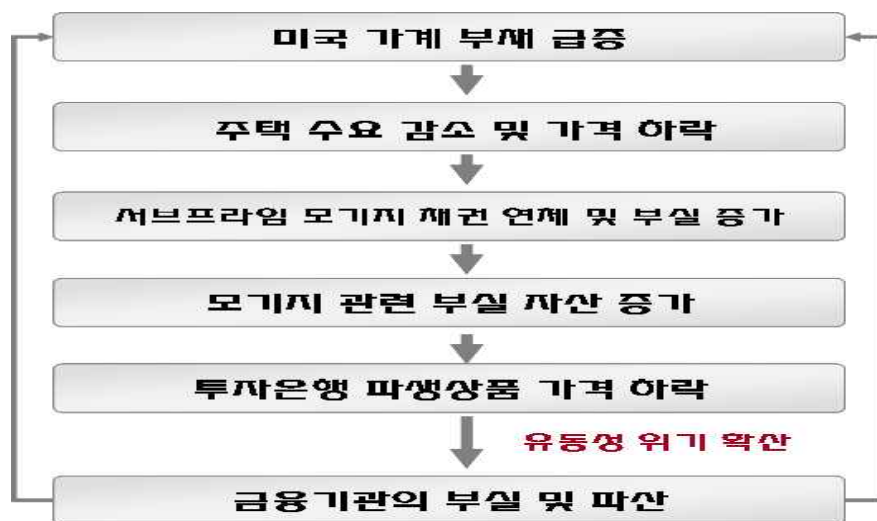 미국 가계 부채 급증
주택 수요 감소 및 가격 하락
서브프라임 모기지 채권 연체 및 부실 증가
모기지 관련 부실 자산 증가
투자은행 파생상품 가격 하락
유동성 위기 확산
금융기관의 부실 및 파산